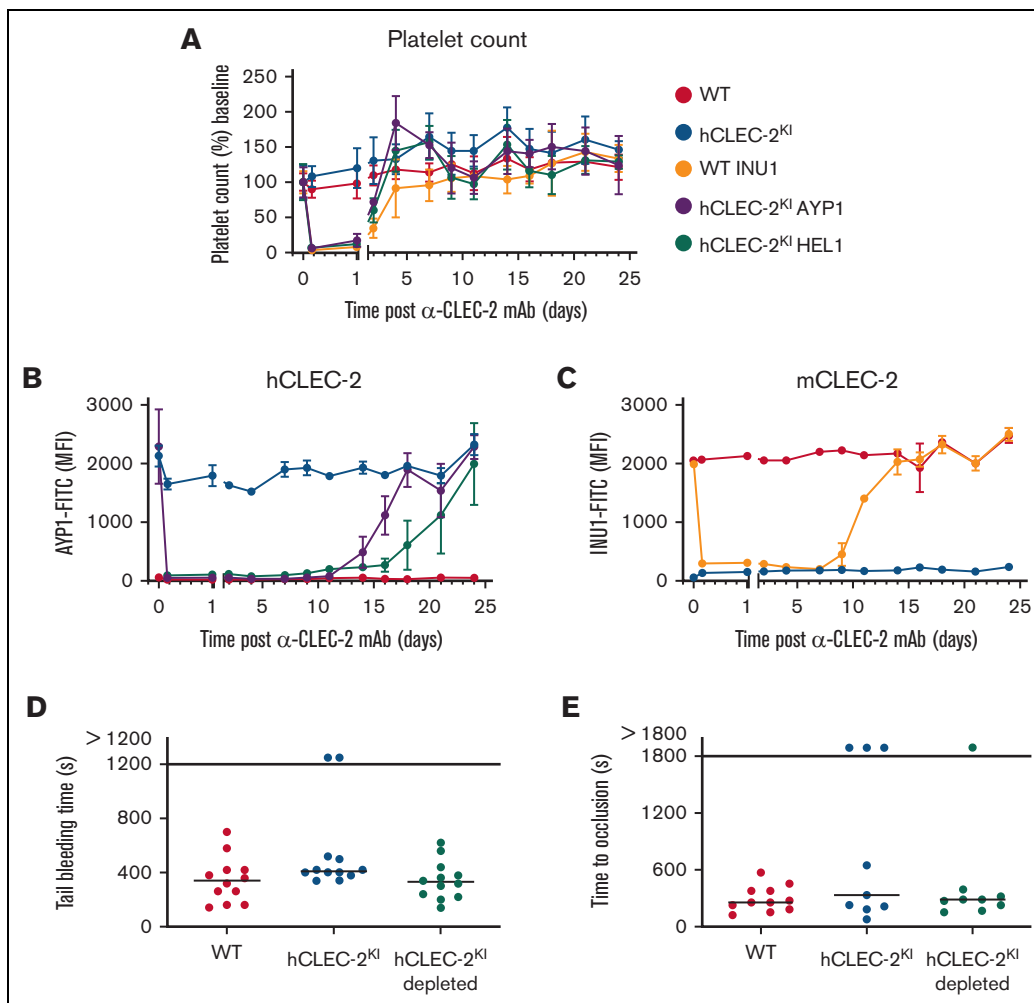 A
Platelet count
Platelet count (%) baseline
250
200
150
100
50
0
0 1 5 10 15 20 25
Time post α-CLEC-2 mAb (days)
WT
hCLEC-2ᴷᴵ
WT INU1
hCLEC-2ᴷᴵ AYP1
hCLEC-2ᴷᴵ HEL1
B
hCLEC-2
AYP1-FITC (MFI)
3000
2000
1000
0
0 1 5 10 15 20 25
Time post α-CLEC-2 mAb (days)
C
mCLEC-2
INU1-FITC (MFI)
3000
2000
1000
0
0 1 5 10 15 20 25
Time post α-CLEC-2 mAb (days)
D
Tail bleeding time (s)
> 1200
1200
800
400
0
WT hCLEC-2ᴷᴵ hCLEC-2ᴷᴵ
depleted
E
Time to occlusion (s)
> 1800
1800
1200
600
0
WT hCLEC-2ᴷᴵ hCLEC-2ᴷᴵ
depleted